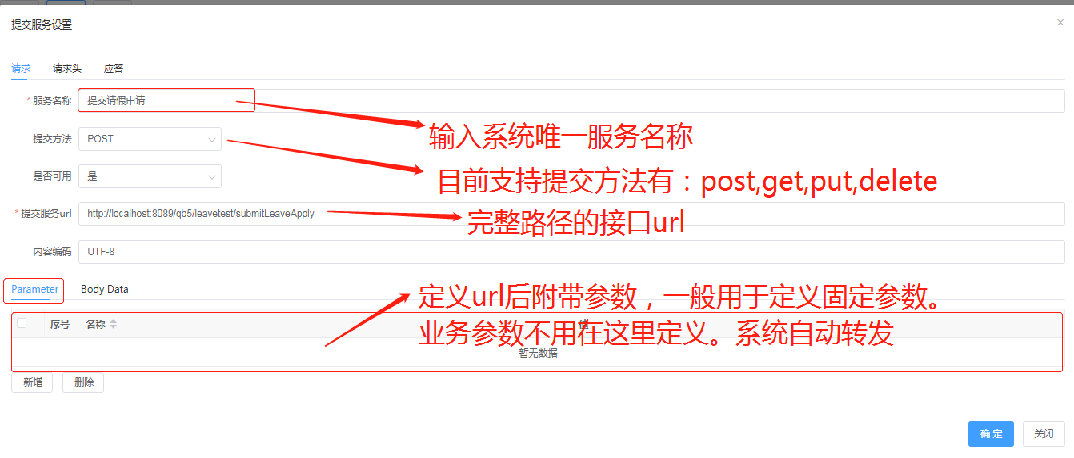 提交服务设置
请求 请求头 应答
* 服务名称 提交请假申请
输入系统唯一服务名称
提交方法 POST
目前支持提交方法有：post,get,put,delete
是否可用 是
* 提交服务url http://localhost:8089/qb5/leavetest/submitLeaveApply
完整路径的接口url
内容编码 UTF-8
Parameter Body Data
定义url后附带参数，一般用于定义固定参数。
序号 名称
业务参数不用在这里定义。系统自动转发
暂无数据
新增 删除
确 定 关闭